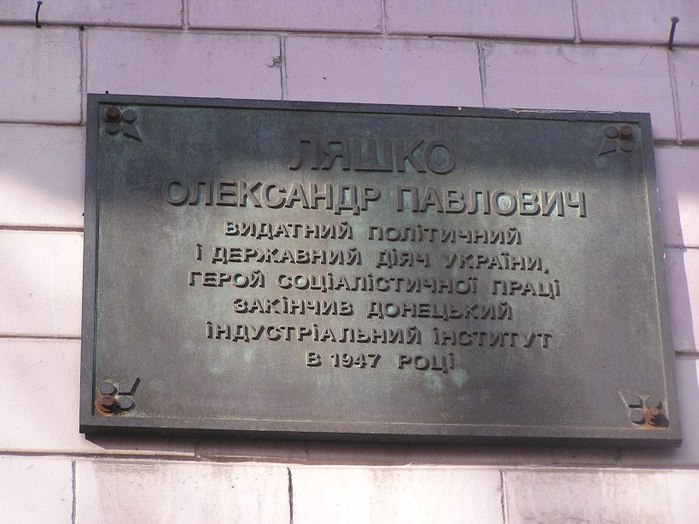 ЛЯШКО
ОЛЕКСАНДР ПАВЛОВИЧ
ВИДАТНИЙ ПОЛІТИЧНИЙ
І ДЕРЖАВНИЙ ДІЯЧ УКРАЇНИ,
ГЕРОЙ СОЦІАЛІСТИЧНОЇ ПРАЦІ
ЗАКІНЧИВ ДОНЕЦЬКИЙ
ІНДУСТРІАЛЬНИЙ ІНСТИТУТ
В 1947 РОЦІ